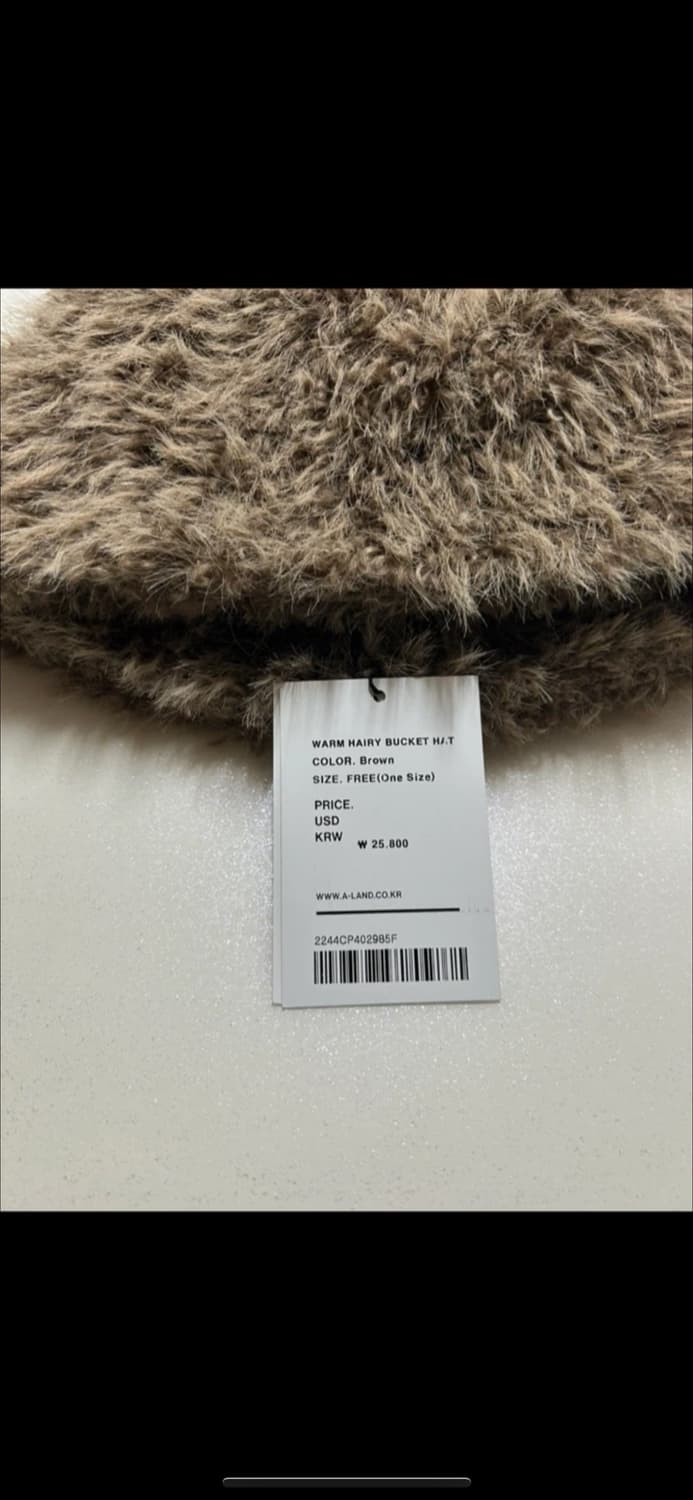 WARM HAIRY BUCKET HAT
COLOR. Brown
SIZE. FREE(One Size)
PRICE.
USD
KRW ₩ 25.800
WWW.A-LAND.CO.KR
2244CP402985F